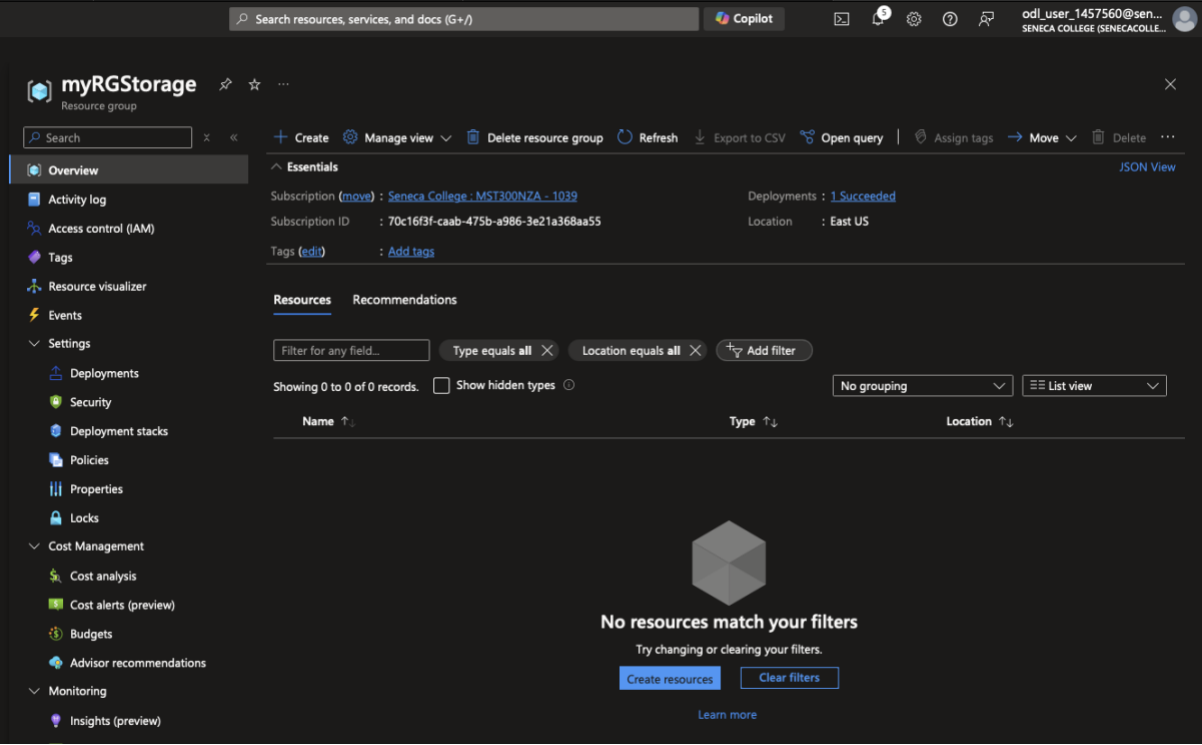 Search resources, services, and docs (G+/)
Copilot
5
odl_user_1457560@sen...
SENECA COLLEGE (SENECACOLLE...
myRGStorage
Resource group
Search
Create
Manage view
Delete resource group
Refresh
Export to CSV
Open query
Assign tags
Move
Delete
Overview
Activity log
Access control (IAM)
Tags
Resource visualizer
Events
Settings
Deployments
Security
Deployment stacks
Policies
Properties
Locks
Cost Management
Cost analysis
Cost alerts (preview)
Budgets
Advisor recommendations
Monitoring
Insights (preview)
Essentials
JSON View
Subscription (move) : Seneca College : MST300NZA - 1039
Deployments : 1 Succeeded
Subscription ID : 70c16f3f-caab-475b-a986-3e21a368aa55
Location : East US
Tags (edit) : Add tags
Resources Recommendations
Filter for any field...
Type equals all
Location equals all
Add filter
Showing 0 to 0 of 0 records.
Show hidden types
No grouping
List view
Name
Type
Location
No resources match your filters
Try changing or clearing your filters.
Create resources
Clear filters
Learn more